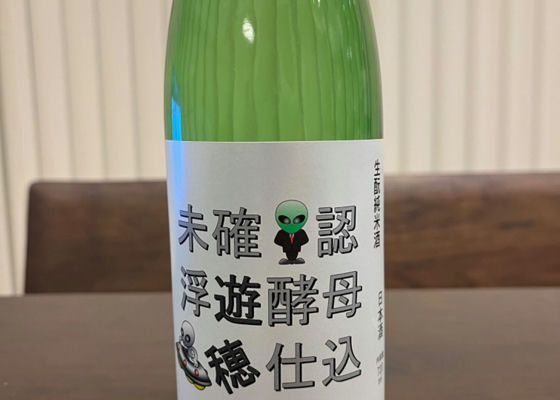 未確認
浮遊酵母
穂仕込
生酛純米酒
日本酒